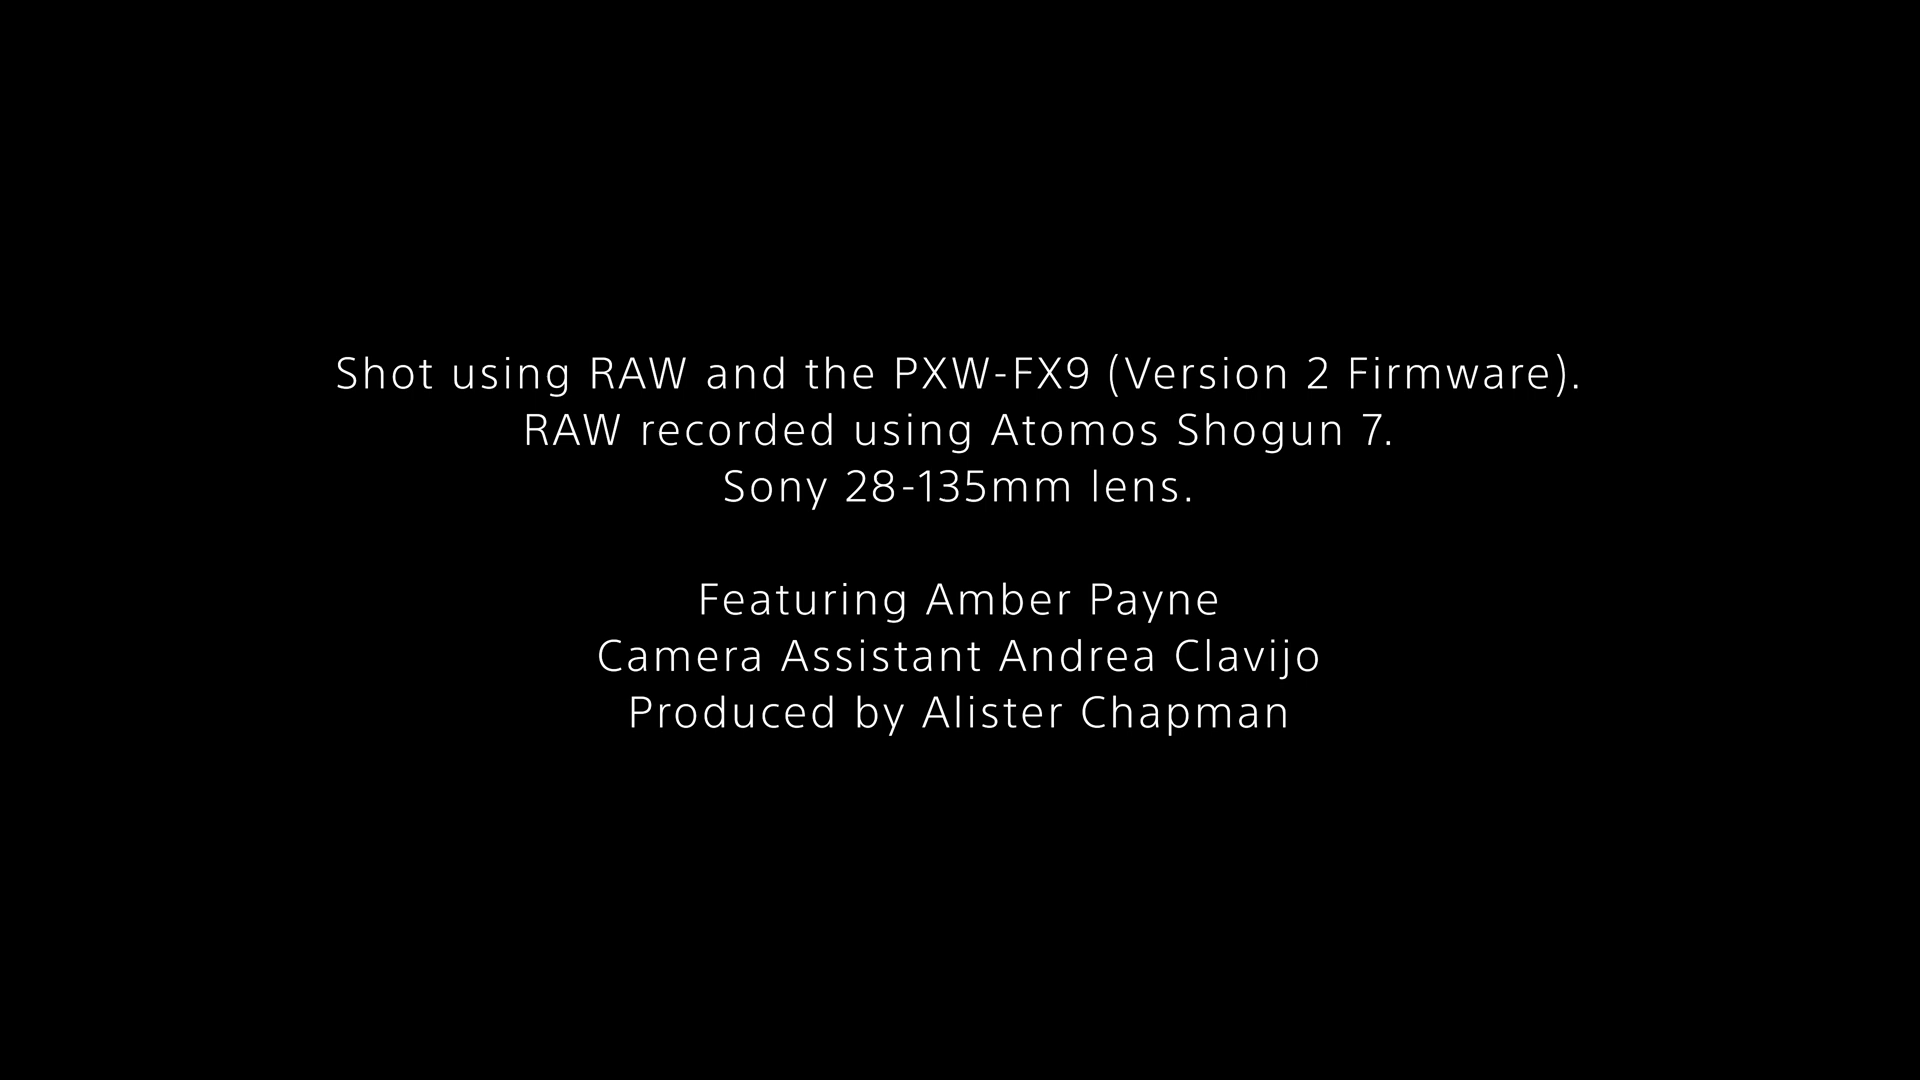 Shot using RAW and the PXW-FX9 (Version 2 Firmware).
RAW recorded using Atomos Shogun 7.
Sony 28-135mm lens.
Featuring Amber Payne
Camera Assistant Andrea Clavijo
Produced by Alister Chapman